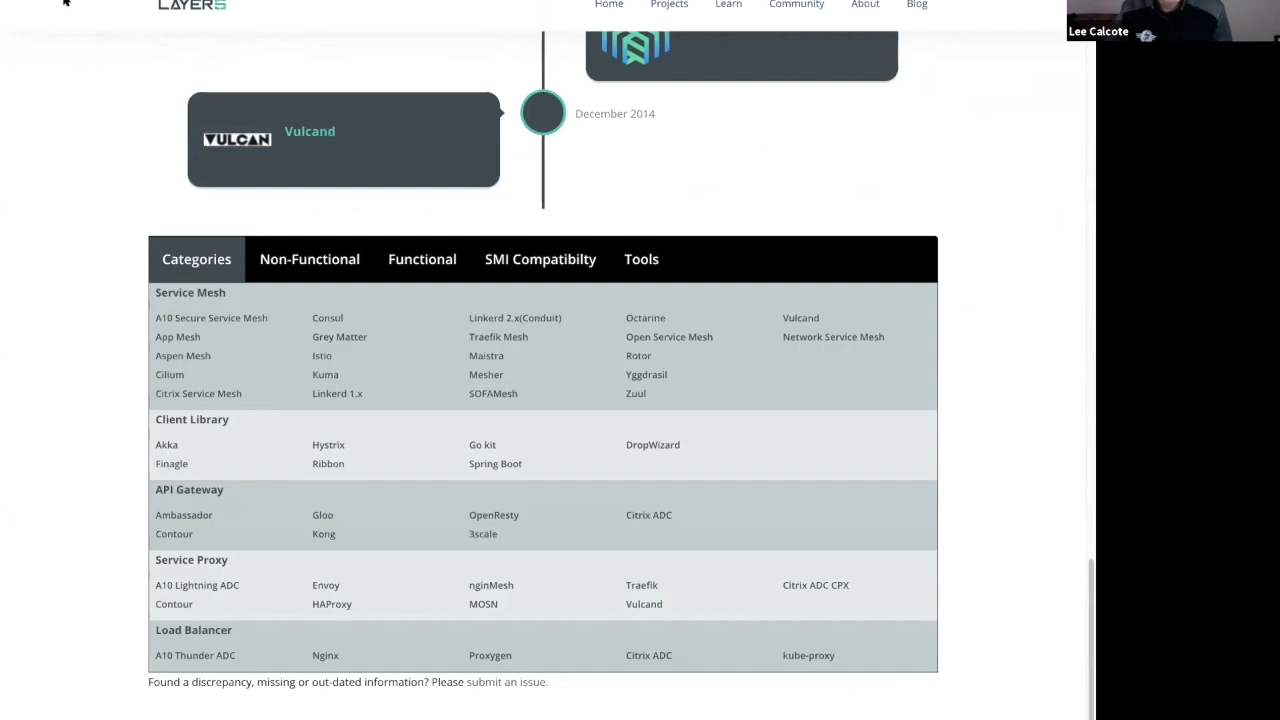 LAYER5
Home Projects Learn Community About Blog
Lee Calcote
December 2014
VULCAN
Vulcand
Categories Non-Functional Functional SMI Compatibilty Tools
Service Mesh
A10 Secure Service Mesh Consul Linkerd 2.x(Conduit) Octarine Vulcand
App Mesh Grey Matter Traefik Mesh Open Service Mesh Network Service Mesh
Aspen Mesh Istio Maistra Rotor
Cilium Kuma Mesher Yggdrasil
Citrix Service Mesh Linkerd 1.x SOFAMesh Zuul
Client Library
Akka Hystrix Go kit DropWizard
Finagle Ribbon Spring Boot
API Gateway
Ambassador Gloo OpenResty Citrix ADC
Contour Kong 3scale
Service Proxy
A10 Lightning ADC Envoy nginMesh Traefik Citrix ADC CPX
Contour HAProxy MOSN Vulcand
Load Balancer
A10 Thunder ADC Nginx Proxygen Citrix ADC kube-proxy
Found a discrepancy, missing or out-dated information? Please submit an issue.